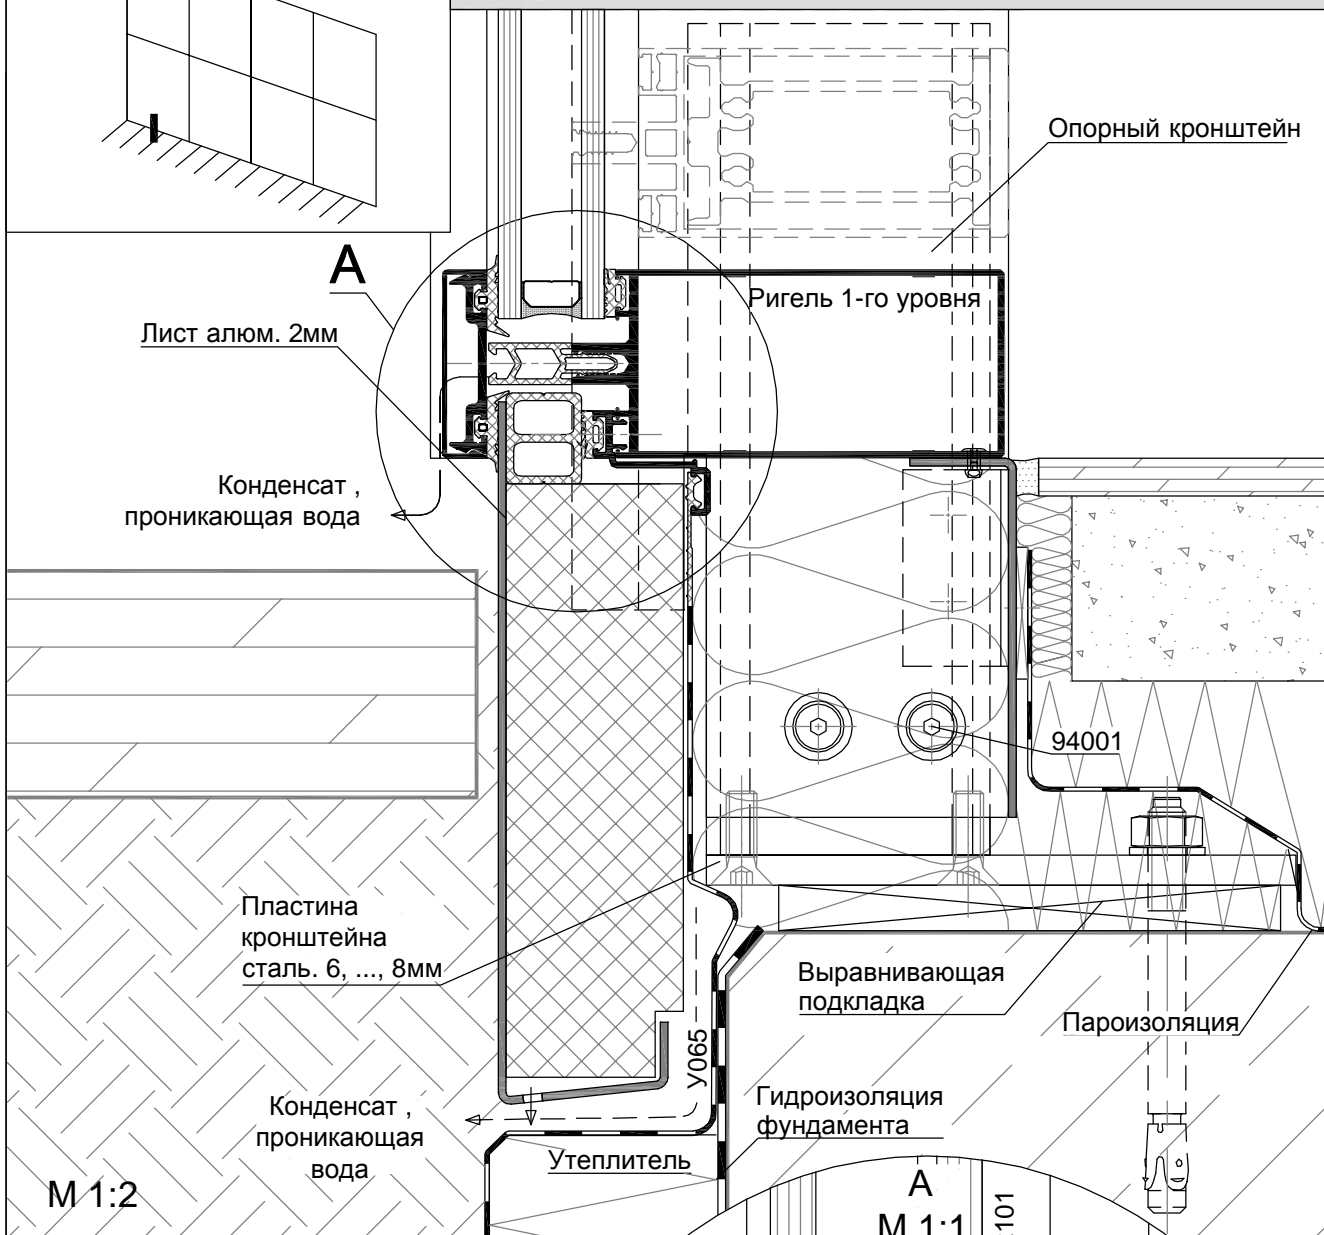 Опорный кронштейн
А
Ригель 1-го уровня
Лист алюм. 2мм
Конденсат ,
проникающая вода
94001
Пластина
кронштейна
сталь. 6, ..., 8мм
Выравнивающая
подкладка
Пароизоляция
У065
Гидроизоляция
фундамента
Конденсат ,
проникающая
вода
Утеплитель
М 1:2
А
М 1:1
101